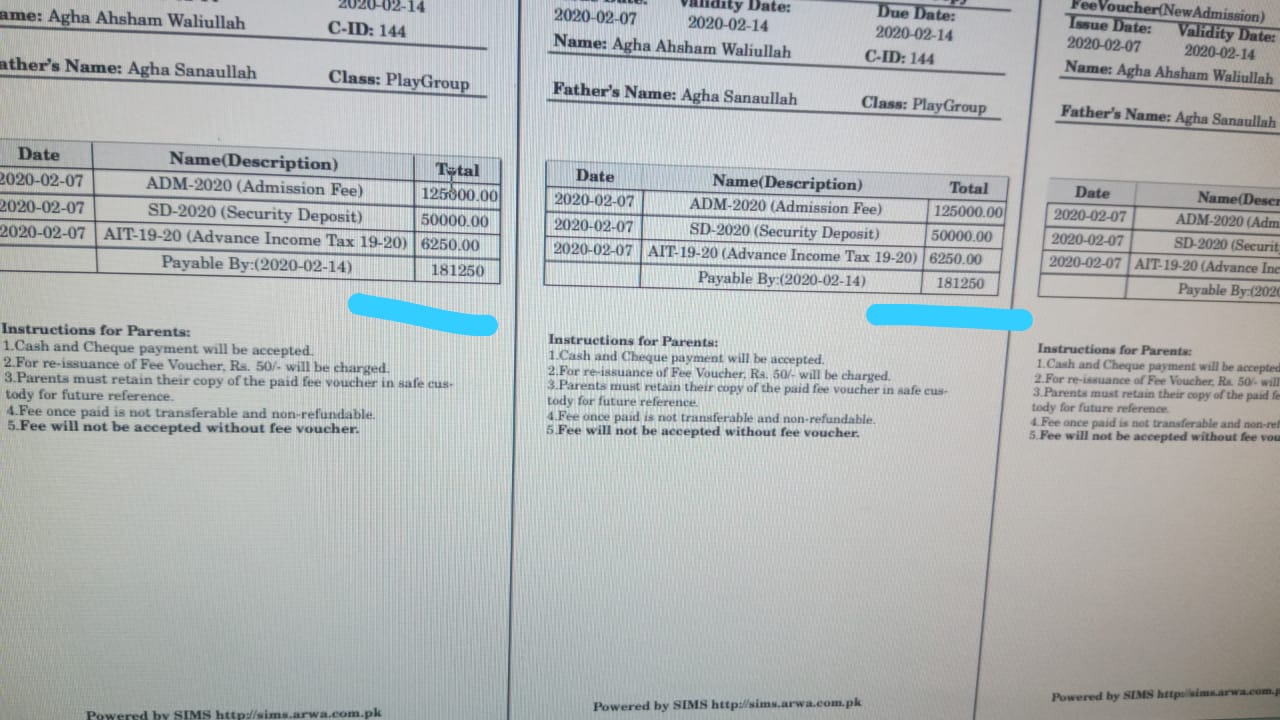 2020-02-14
ame: Agha Ahsham Waliullah C-ID: 144
ather's Name: Agha Sanaullah Class: PlayGroup
Date Name(Description) Total
2020-02-07 ADM-2020 (Admission Fee) 125000.00
2020-02-07 SD-2020 (Security Deposit) 50000.00
2020-02-07 AIT-19-20 (Advance Income Tax 19-20) 6250.00
Payable By:(2020-02-14) 181250
Instructions for Parents:
1.Cash and Cheque payment will be accepted.
2.For re-issuance of Fee Voucher, Rs. 50/- will be charged.
3.Parents must retain their copy of the paid fee voucher in safe cus-
tody for future reference.
4.Fee once paid is not transferable and non-refundable.
5.Fee will not be accepted without fee voucher.
Powered by SIMS http://sims.arwa.com.pk
Validity Date: Due Date:
2020-02-07 2020-02-14 2020-02-14
Name: Agha Ahsham Waliullah C-ID: 144
Father's Name: Agha Sanaullah Class: PlayGroup
Date Name(Description) Total
2020-02-07 ADM-2020 (Admission Fee) 125000.00
2020-02-07 SD-2020 (Security Deposit) 50000.00
2020-02-07 AIT-19-20 (Advance Income Tax 19-20) 6250.00
Payable By:(2020-02-14) 181250
Instructions for Parents:
1.Cash and Cheque payment will be accepted.
2.For re-issuance of Fee Voucher, Rs. 50/- will be charged.
3.Parents must retain their copy of the paid fee voucher in safe cus-
tody for future reference.
4.Fee once paid is not transferable and non-refundable.
5.Fee will not be accepted without fee voucher.
Powered by SIMS http://sims.arwa.com.pk
FeeVoucher(NewAdmission)
Issue Date: Validity Date:
2020-02-07 2020-02-14
Name: Agha Ahsham Waliullah
Father's Name: Agha Sanaullah
Date Name(Descr
2020-02-07 ADM-2020 (Adm
2020-02-07 SD-2020 (Securit
2020-02-07 AIT-19-20 (Advance Inc
Payable By:(202
Instructions for Parents:
1.Cash and Cheque payment will be accepted
2.For re-issuance of Fee Voucher, Rs. 50/- will
3.Parents must retain their copy of the paid fe
tody for future reference.
4.Fee once paid is not transferable and non-ref
5.Fee will not be accepted without fee vou
Powered by SIMS http://sims.arwa.com.p